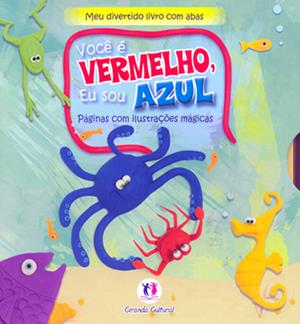 Meu divertido livro com abas
Você é
VERMELHO,
Eu sou AZUL
Páginas com ilustrações mágicas
Ciranda Cultural